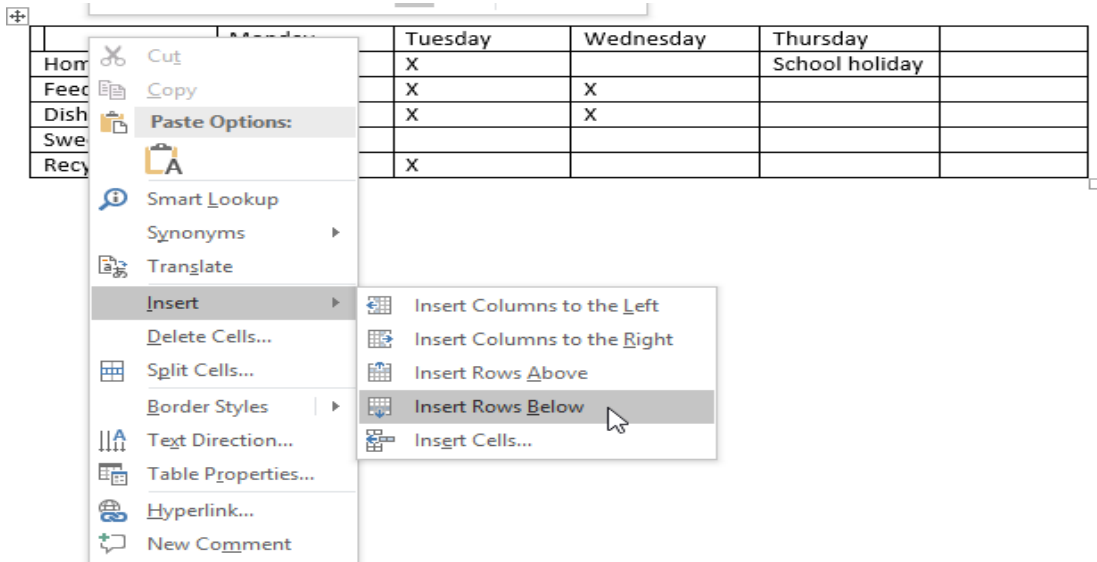 Monday Tuesday Wednesday Thursday
Hom X School holiday
Feed X X
Dish X X
Swe
Recy X
Cut
Copy
Paste Options:
A
Smart Lookup
Synonyms
Translate
Insert
Delete Cells...
Split Cells...
Border Styles
Text Direction...
Table Properties...
Hyperlink...
New Comment
Insert Columns to the Left
Insert Columns to the Right
Insert Rows Above
Insert Rows Below
Insert Cells...